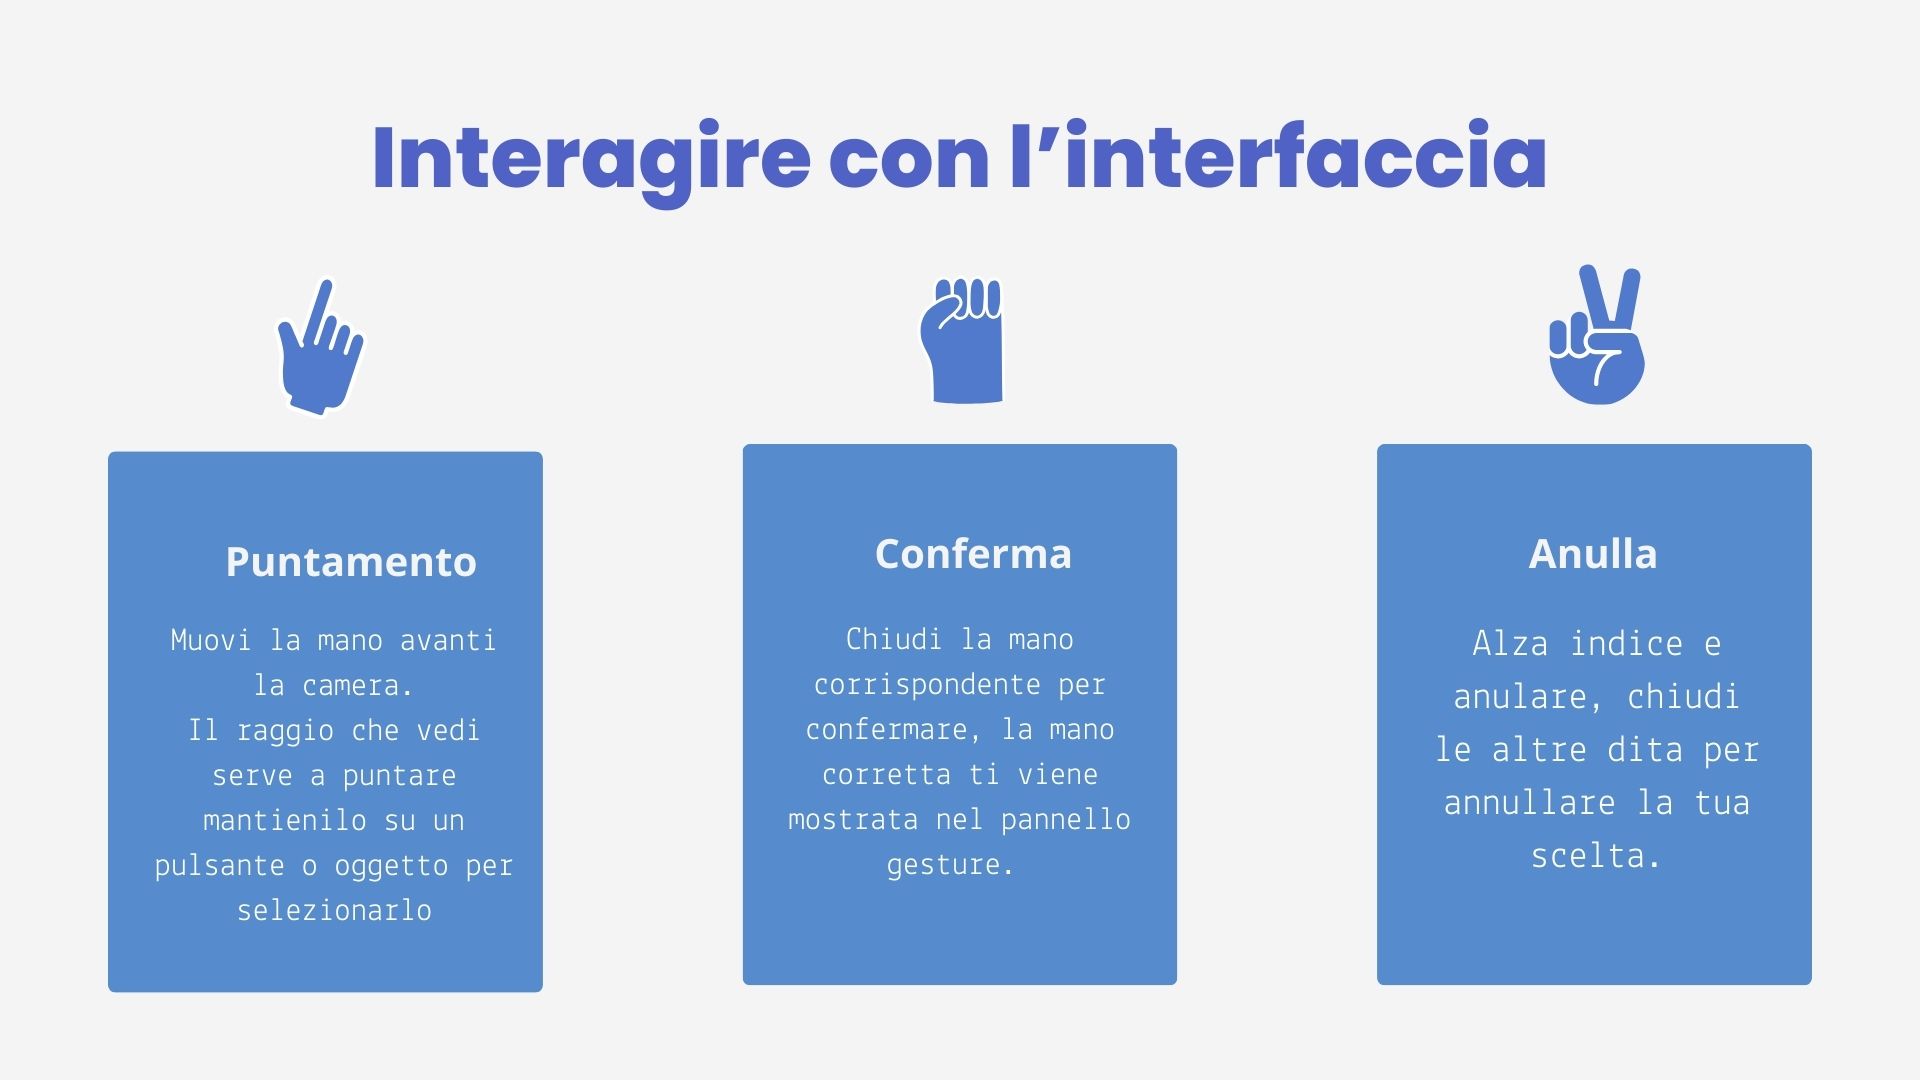 Interagire con l’interfaccia
Puntamento
Muovi la mano avanti
la camera.
Il raggio che vedi
serve a puntare
mantienilo su un
pulsante o oggetto per
selezionarlo
Conferma
Chiudi la mano
corrispondente per
confermare, la mano
corretta ti viene
mostrata nel pannello
gesture.
Anulla
Alza indice e
anulare, chiudi
le altre dita per
annullare la tua
scelta.